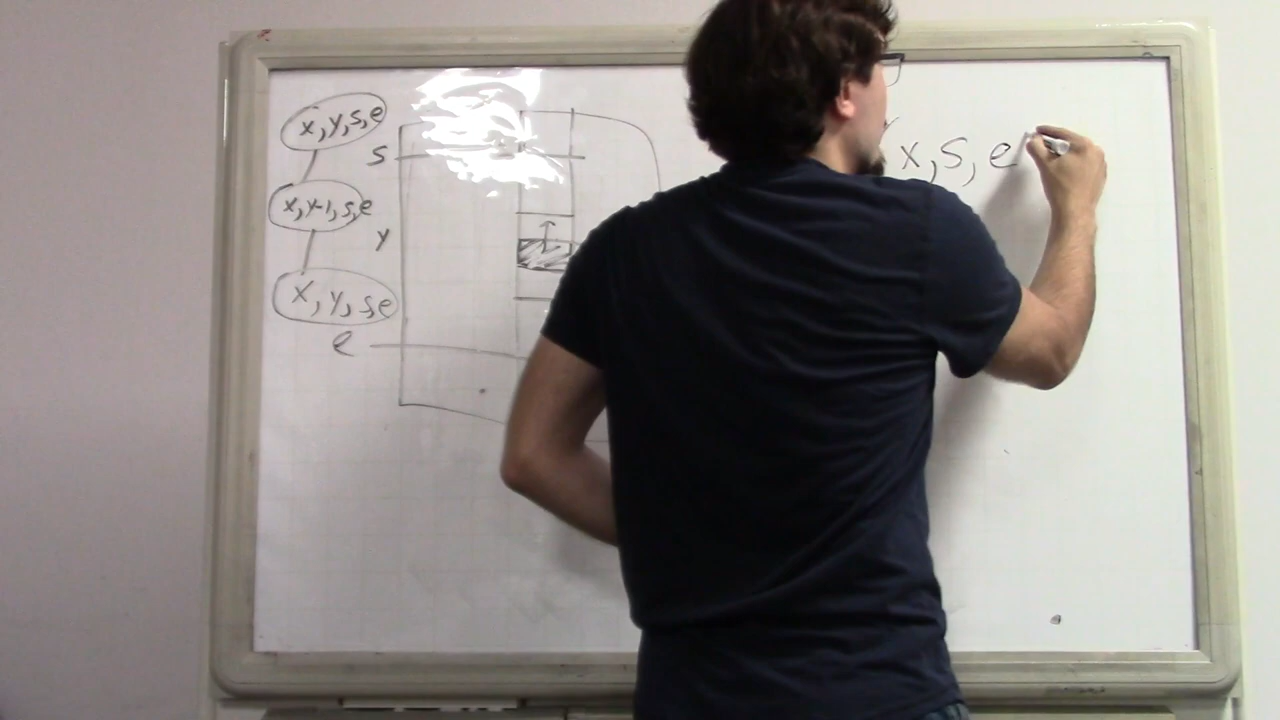 x, y, s, e
x, y-1, s, e
x, y, s, e
s
y
e
x, s, e